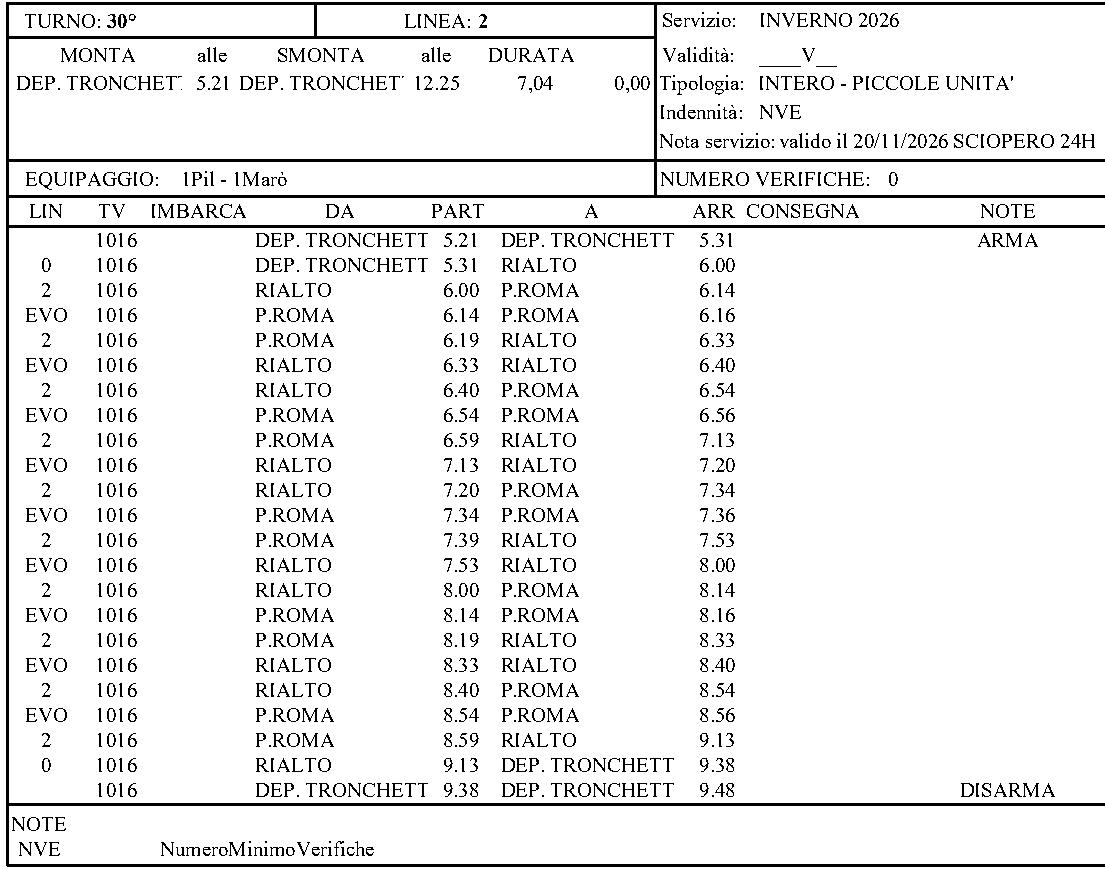 TURNO: 30° LINEA: 2 Servizio: INVERNO 2026
MONTA alle SMONTA alle DURATA Validità: ____V__
DEP. TRONCHETT 5.21 DEP. TRONCHET 12.25 7,04 0,00 Tipologia: INTERO - PICCOLE UNITA'
Indennità: NVE
Nota servizio: valido il 20/11/2026 SCIOPERO 24H
EQUIPAGGIO: 1Pil - 1Marò NUMERO VERIFICHE: 0
LIN TV IMBARCA DA PART A ARR CONSEGNA NOTE
1016 DEP. TRONCHETT 5.21 DEP. TRONCHETT 5.31 ARMA
0 1016 DEP. TRONCHETT 5.31 RIALTO 6.00
2 1016 RIALTO 6.00 P.ROMA 6.14
EVO 1016 P.ROMA 6.14 P.ROMA 6.16
2 1016 P.ROMA 6.19 RIALTO 6.33
EVO 1016 RIALTO 6.33 RIALTO 6.40
2 1016 RIALTO 6.40 P.ROMA 6.54
EVO 1016 P.ROMA 6.54 P.ROMA 6.56
2 1016 P.ROMA 6.59 RIALTO 7.13
EVO 1016 RIALTO 7.13 RIALTO 7.20
2 1016 RIALTO 7.20 P.ROMA 7.34
EVO 1016 P.ROMA 7.34 P.ROMA 7.36
2 1016 P.ROMA 7.39 RIALTO 7.53
EVO 1016 RIALTO 7.53 RIALTO 8.00
2 1016 RIALTO 8.00 P.ROMA 8.14
EVO 1016 P.ROMA 8.14 P.ROMA 8.16
2 1016 P.ROMA 8.19 RIALTO 8.33
EVO 1016 RIALTO 8.33 RIALTO 8.40
2 1016 RIALTO 8.40 P.ROMA 8.54
EVO 1016 P.ROMA 8.54 P.ROMA 8.56
2 1016 P.ROMA 8.59 RIALTO 9.13
0 1016 RIALTO 9.13 DEP. TRONCHETT 9.38
1016 DEP. TRONCHETT 9.38 DEP. TRONCHETT 9.48 DISARMA
NOTE
NVE NumeroMinimoVerifiche